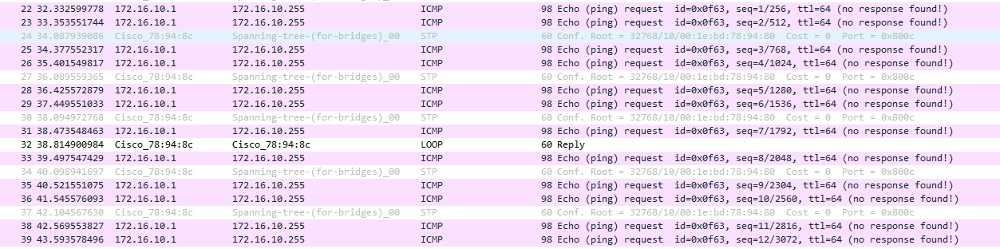 22 32.332599778 172.16.10.1 172.16.10.255 ICMP 98 Echo (ping) request id=0x0f63, seq=1/256, ttl=64 (no response found!)
23 33.353551744 172.16.10.1 172.16.10.255 ICMP 98 Echo (ping) request id=0x0f63, seq=2/512, ttl=64 (no response found!)
24 34.087939086 Cisco_78:94:8c Spanning-tree-(for-bridges)_00 STP 60 Conf. Root = 32768/10/00:1e:bd:78:94:80 Cost = 0 Port = 0x800c
25 34.377552317 172.16.10.1 172.16.10.255 ICMP 98 Echo (ping) request id=0x0f63, seq=3/768, ttl=64 (no response found!)
26 35.401549817 172.16.10.1 172.16.10.255 ICMP 98 Echo (ping) request id=0x0f63, seq=4/1024, ttl=64 (no response found!)
27 36.089559365 Cisco_78:94:8c Spanning-tree-(for-bridges)_00 STP 60 Conf. Root = 32768/10/00:1e:bd:78:94:80 Cost = 0 Port = 0x800c
28 36.425572879 172.16.10.1 172.16.10.255 ICMP 98 Echo (ping) request id=0x0f63, seq=5/1280, ttl=64 (no response found!)
29 37.449551033 172.16.10.1 172.16.10.255 ICMP 98 Echo (ping) request id=0x0f63, seq=6/1536, ttl=64 (no response found!)
30 38.094972768 Cisco_78:94:8c Spanning-tree-(for-bridges)_00 STP 60 Conf. Root = 32768/10/00:1e:bd:78:94:80 Cost = 0 Port = 0x800c
31 38.473548463 172.16.10.1 172.16.10.255 ICMP 98 Echo (ping) request id=0x0f63, seq=7/1792, ttl=64 (no response found!)
32 38.814900984 Cisco_78:94:8c Cisco_78:94:8c LOOP 60 Reply
33 39.497547429 172.16.10.1 172.16.10.255 ICMP 98 Echo (ping) request id=0x0f63, seq=8/2048, ttl=64 (no response found!)
34 40.098941697 Cisco_78:94:8c Spanning-tree-(for-bridges)_00 STP 60 Conf. Root = 32768/10/00:1e:bd:78:94:80 Cost = 0 Port = 0x800c
35 40.521551075 172.16.10.1 172.16.10.255 ICMP 98 Echo (ping) request id=0x0f63, seq=9/2304, ttl=64 (no response found!)
36 41.545576093 172.16.10.1 172.16.10.255 ICMP 98 Echo (ping) request id=0x0f63, seq=10/2560, ttl=64 (no response found!)
37 42.104567630 Cisco_78:94:8c Spanning-tree-(for-bridges)_00 STP 60 Conf. Root = 32768/10/00:1e:bd:78:94:80 Cost = 0 Port = 0x800c
38 42.569553827 172.16.10.1 172.16.10.255 ICMP 98 Echo (ping) request id=0x0f63, seq=11/2816, ttl=64 (no response found!)
39 43.593578496 172.16.10.1 172.16.10.255 ICMP 98 Echo (ping) request id=0x0f63, seq=12/3072, ttl=64 (no response found!)